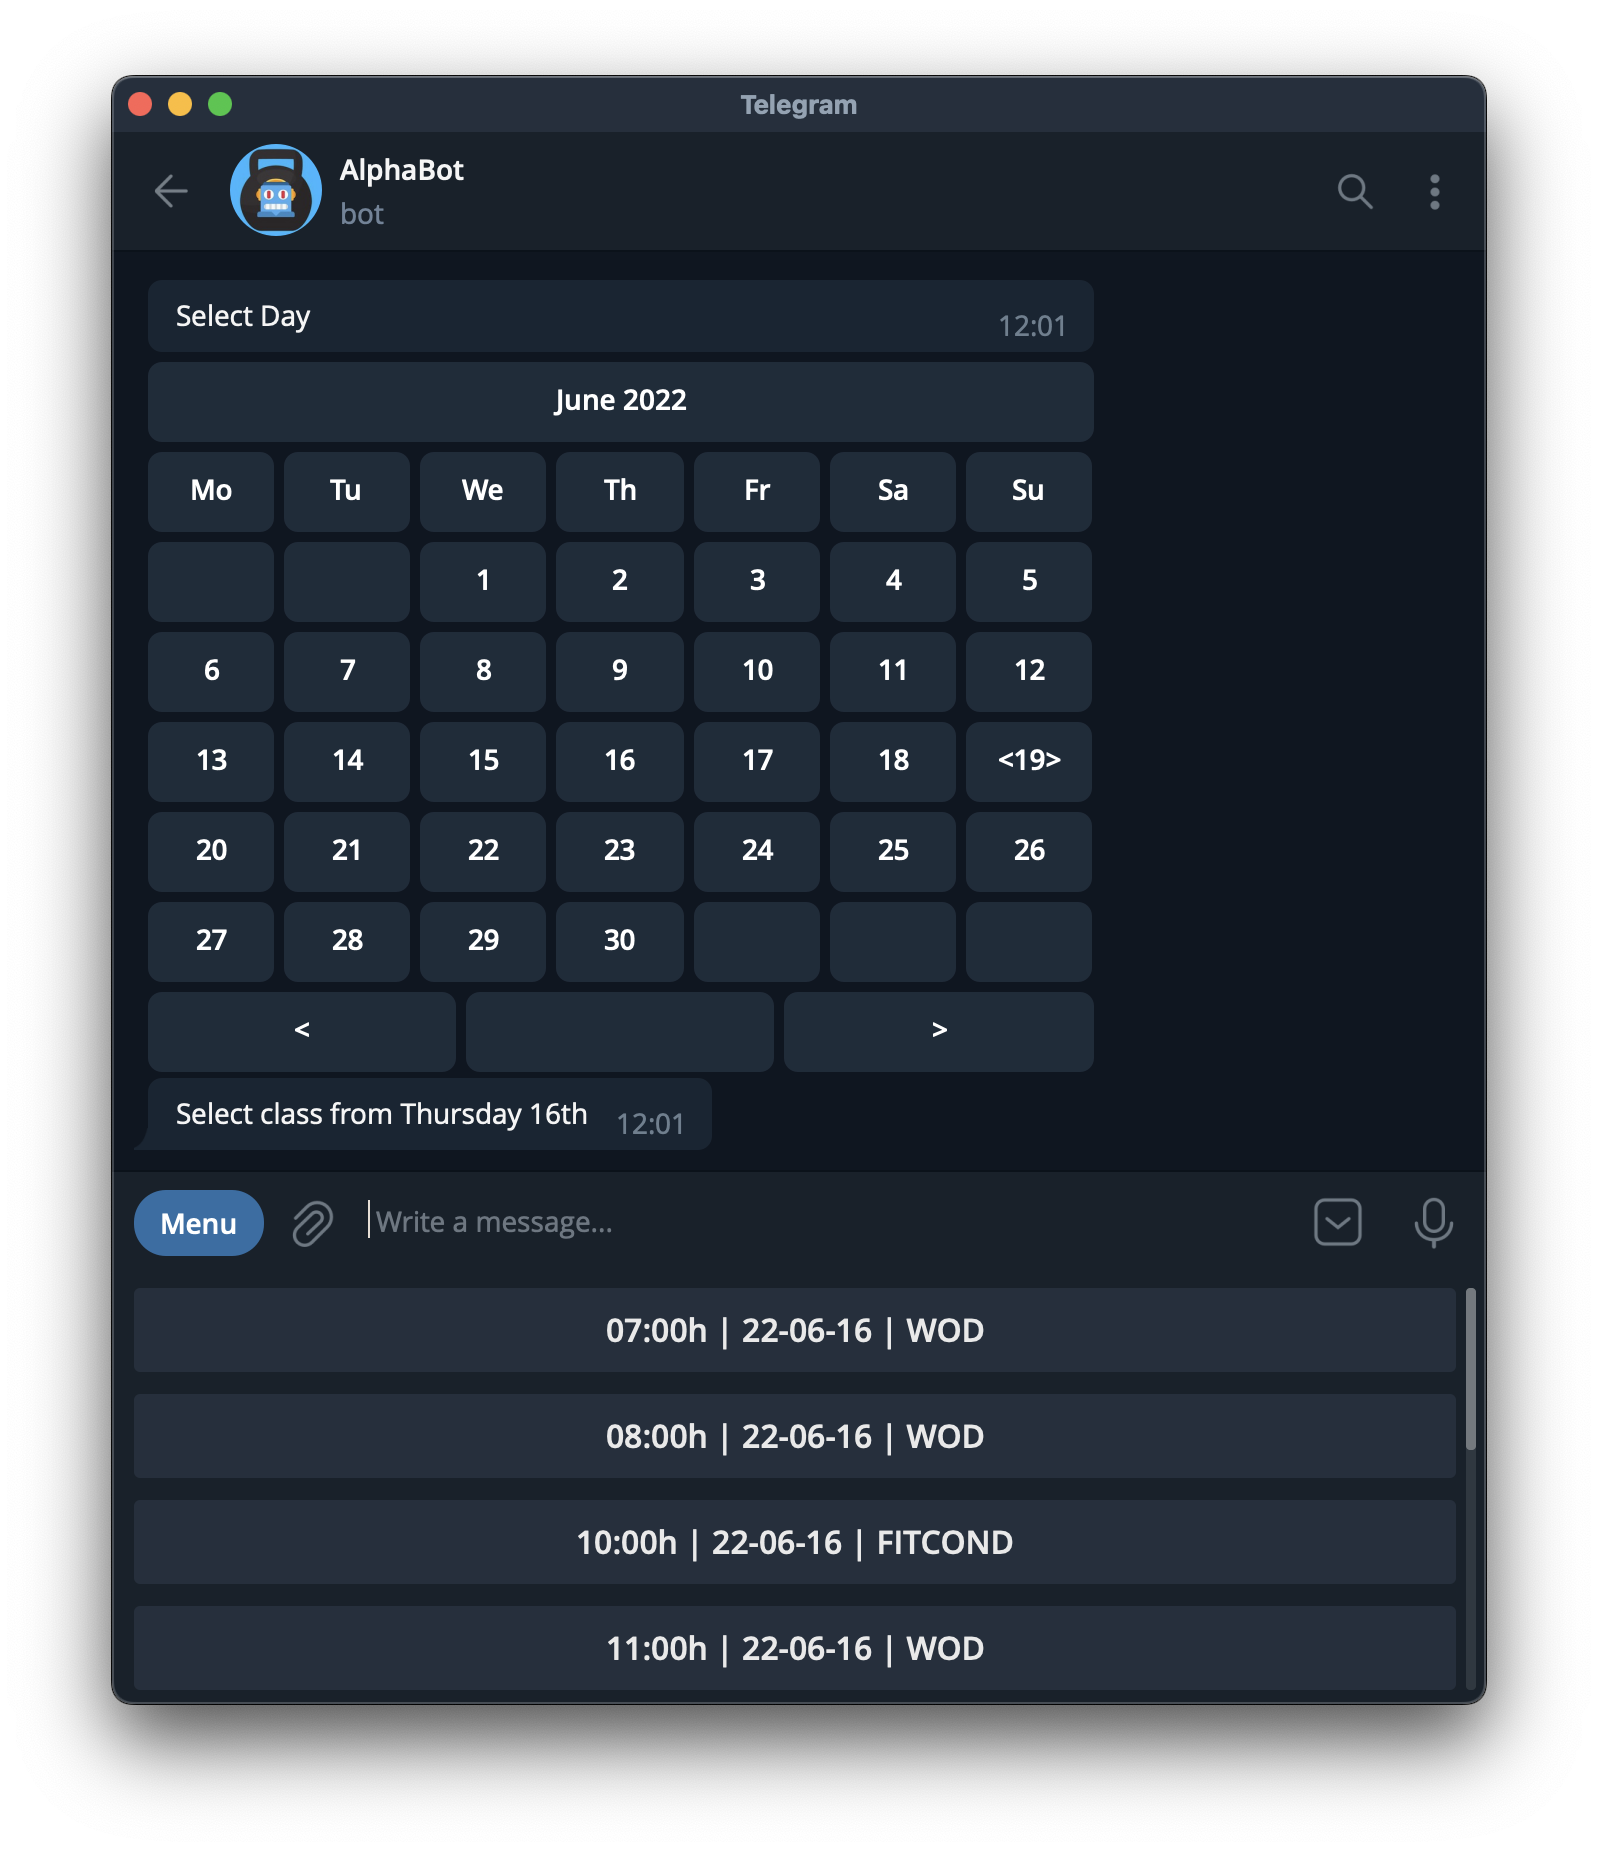 Telegram
AlphaBot
bot
Select Day 12:01
June 2022
Mo Tu We Th Fr Sa Su
1 2 3 4 5
6 7 8 9 10 11 12
13 14 15 16 17 18 <19>
20 21 22 23 24 25 26
27 28 29 30
< >
Select class from Thursday 16th 12:01
Menu Write a message...
07:00h | 22-06-16 | WOD
08:00h | 22-06-16 | WOD
10:00h | 22-06-16 | FITCOND
11:00h | 22-06-16 | WOD